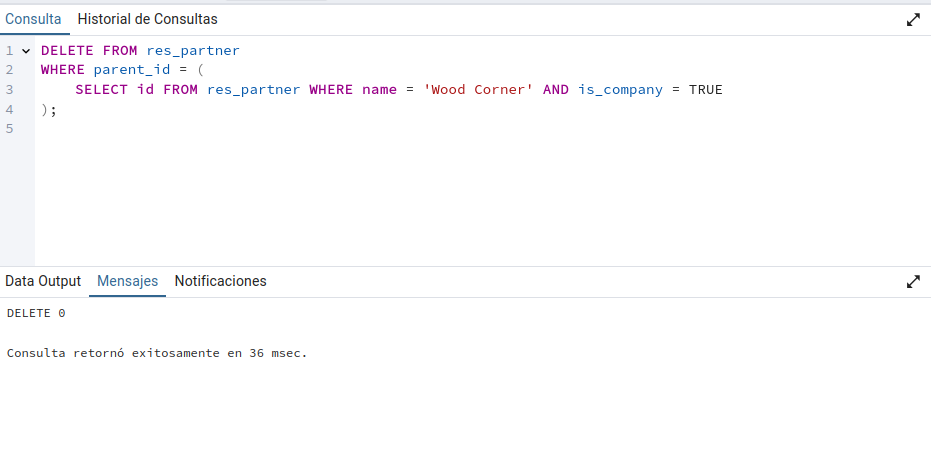 Consulta Historial de Consultas
1 DELETE FROM res_partner
2 WHERE parent_id = (
3 SELECT id FROM res_partner WHERE name = 'Wood Corner' AND is_company = TRUE
4 );
5
Data Output Mensajes Notificaciones
DELETE 0
Consulta retornó exitosamente en 36 msec.